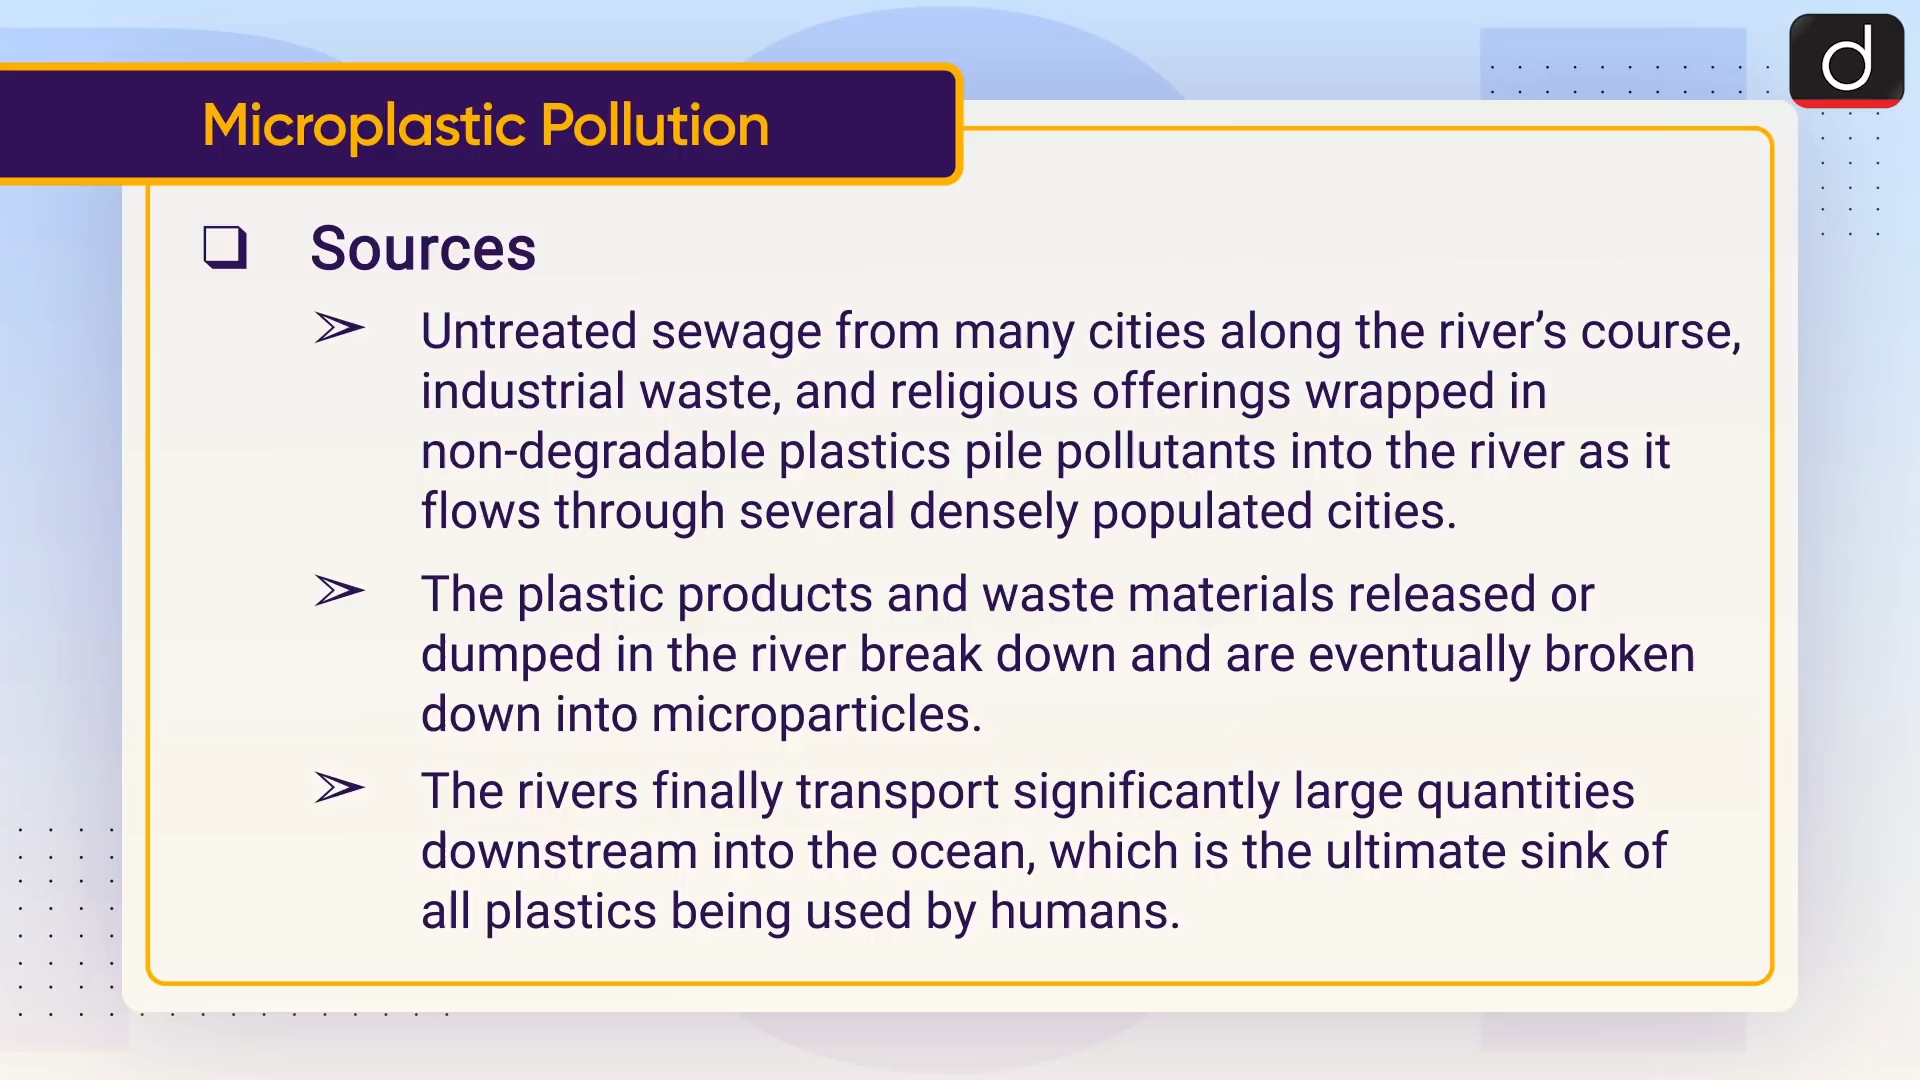 d
Microplastic Pollution
❑ Sources
➢ Untreated sewage from many cities along the river’s course,
industrial waste, and religious offerings wrapped in
non-degradable plastics pile pollutants into the river as it
flows through several densely populated cities.
➢ The plastic products and waste materials released or
dumped in the river break down and are eventually broken
down into microparticles.
➢ The rivers finally transport significantly large quantities
downstream into the ocean, which is the ultimate sink of
all plastics being used by humans.